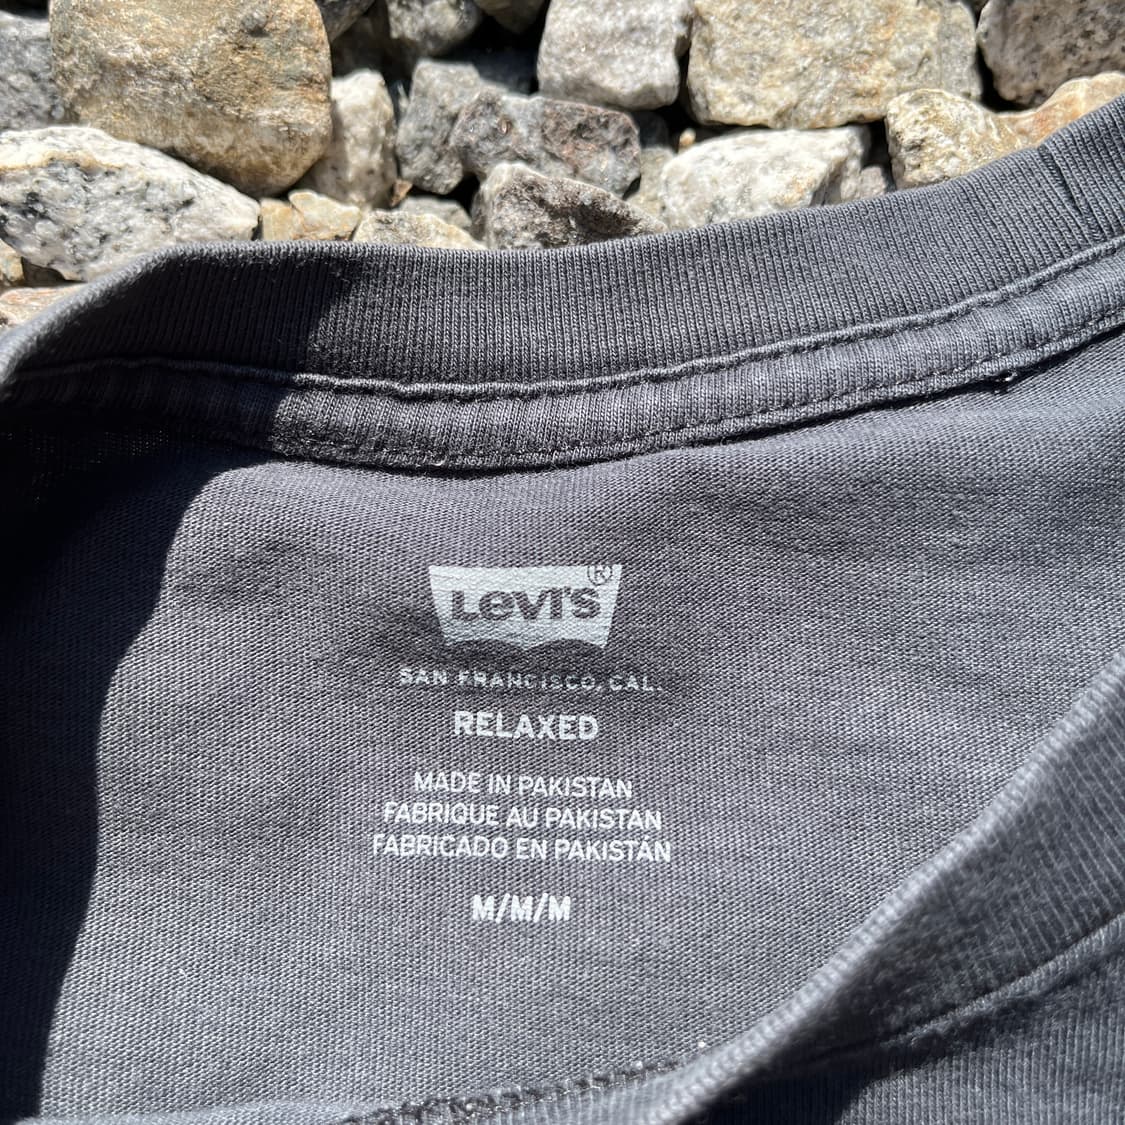 LEVI'S®
SAN FRANCISCO, CAL.
RELAXED
MADE IN PAKISTAN
FABRIQUE AU PAKISTAN
FABRICADO EN PAKISTÁN
M/M/M